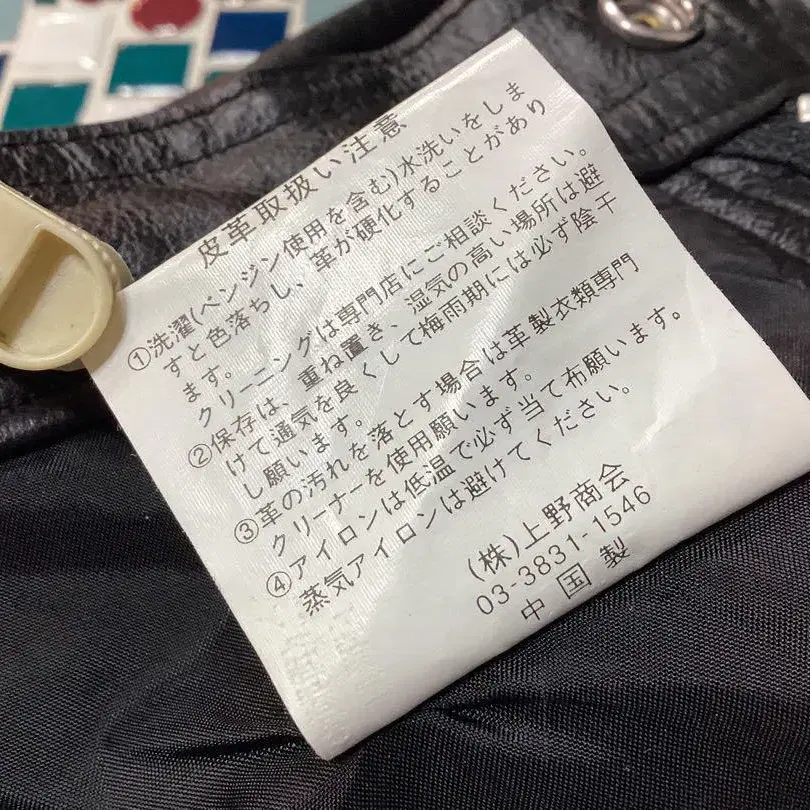 皮革取扱い注意
①洗濯(ベンジン使用を含む)水洗いをしま
すと色落ちし、革が硬化することがあり
ます。
クリーニングは専門店にご相談ください。
②保存は、重ね置き、湿気の高い場所は避
けて通気を良くして梅雨期には必ず陰干
し願います。
③革の汚れを落とす場合は革製衣類専門
クリーナーを使用願います。
④アイロンは低温で必ず当て布願います。
蒸気アイロンは避けてください。
(株)上野商会
03-3831-1546
中国製